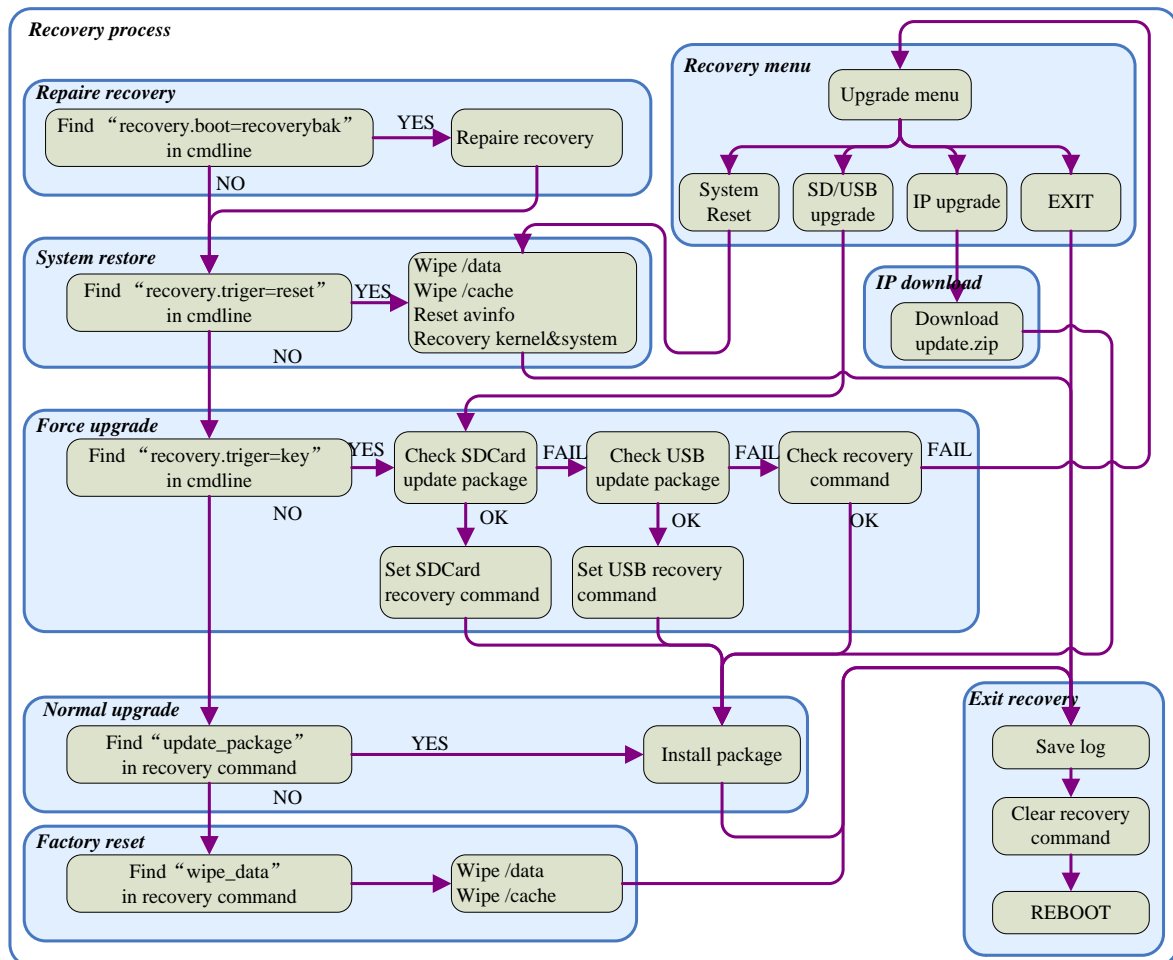 Recovery process
Recovery menu
Upgrade menu
System
Reset
SD/USB
upgrade
IP upgrade
EXIT
Repaire recovery
Find “recovery.boot=recoverybak”
in cmdline
YES
Repaire recovery
NO
System restore
Find “recovery.triger=reset”
in cmdline
YES
Wipe /data
Wipe /cache
Reset avinfo
Recovery kernel&system
NO
IP download
Download
update.zip
Force upgrade
Find “recovery.triger=key”
in cmdline
YES
Check SDCard
update package
FAIL
Check USB
update package
FAIL
Check recovery
command
FAIL
NO
OK
OK
OK
Set SDCard
recovery command
Set USB recovery
command
Normal upgrade
Find “update_package”
in recovery command
YES
Install package
NO
Factory reset
Find “wipe_data”
in recovery command
Wipe /data
Wipe /cache
Exit recovery
Save log
Clear recovery
command
REBOOT